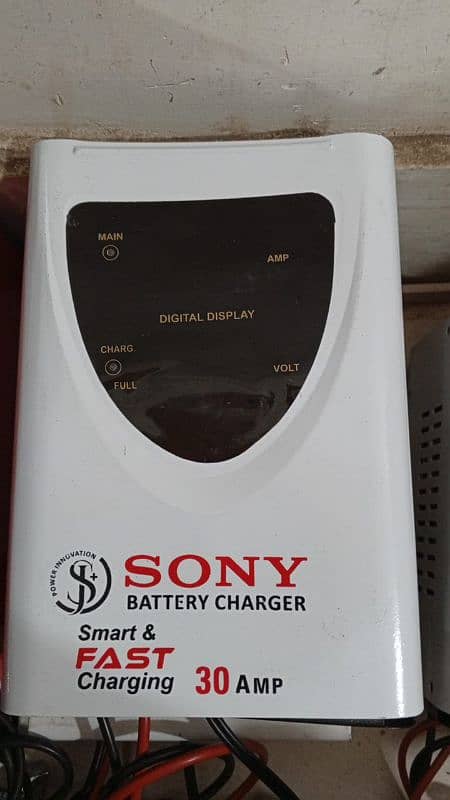 MAIN
AMP
DIGITAL DISPLAY
CHARG.
FULL
VOLT
POWER INNOVATION
SONY
BATTERY CHARGER
Smart &
FAST
Charging 30 AMP